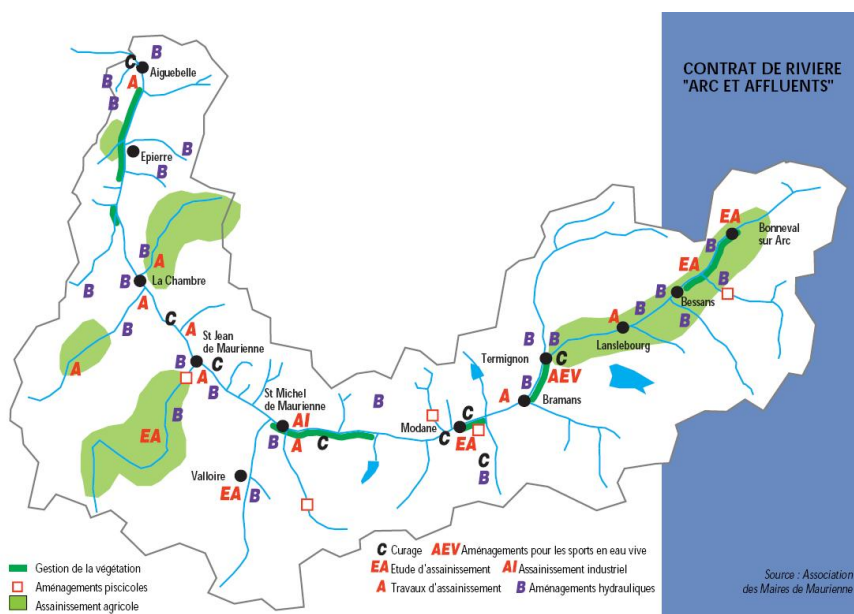 CONTRAT DE RIVIERE
"ARC ET AFFLUENTS"
B
C
Aiguebelle
B
A
B
Epierre
B
B
EA
Bonneval
sur Arc
B
EA
B
A
B
La Chambre
B
B
Bessans
B
A
C
B
B
A
Lanslebourg
A
St Jean
de Maurienne
B
C
A
B
B
B
Termignon
C
AEV
B
A
Bramans
St Michel
de Maurienne
B
AI
B
A
C
Modane
C
C
EA
B
EA
C
B
Valloire
EA
B
Gestion de la végétation
Aménagements piscicoles
Assainissement agricole
C Curage AEV Aménagements pour les sports en eau vive
EA Etude d'assainissement AI Assainissement industriel
A Travaux d'assainissement B Aménagements hydrauliques
Source : Association
des Maires de Maurienne